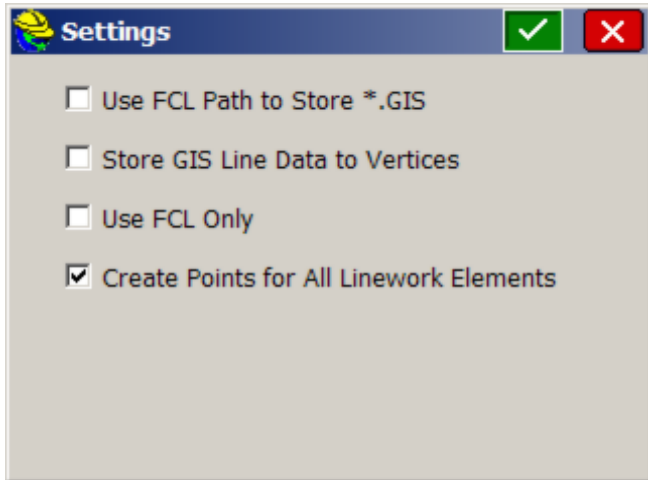 Settings
Use FCL Path to Store *.GIS
Store GIS Line Data to Vertices
Use FCL Only
Create Points for All Linework Elements